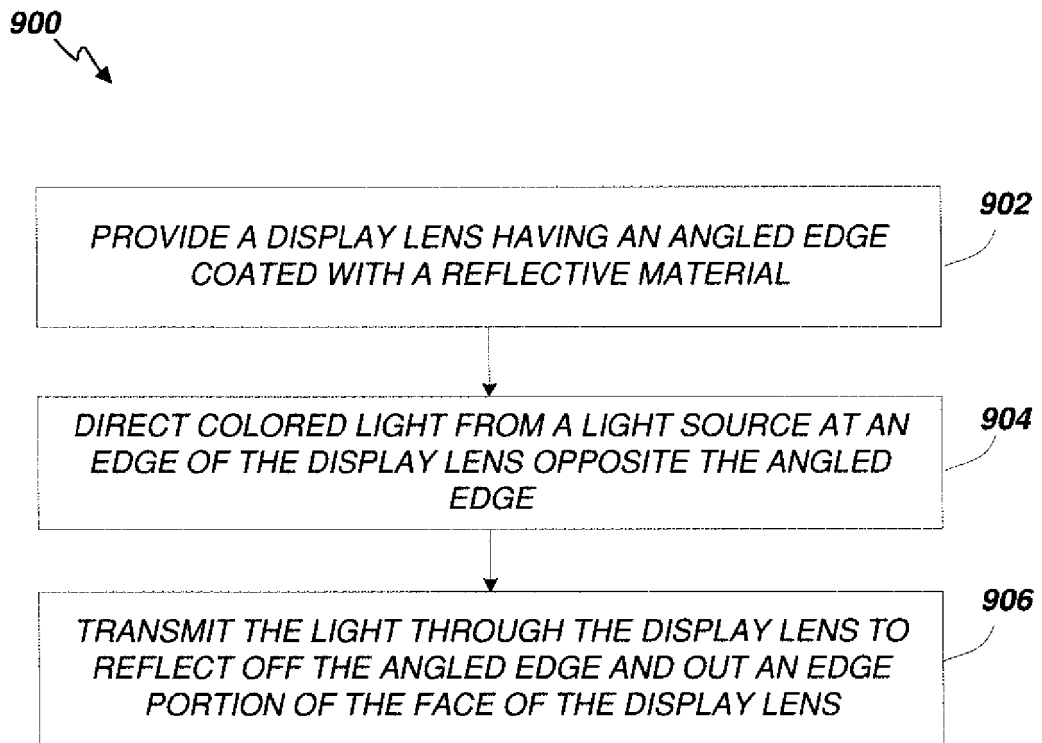 900
902
PROVIDE A DISPLAY LENS HAVING AN ANGLED EDGE
COATED WITH A REFLECTIVE MATERIAL
904
DIRECT COLORED LIGHT FROM A LIGHT SOURCE AT AN
EDGE OF THE DISPLAY LENS OPPOSITE THE ANGLED
EDGE
906
TRANSMIT THE LIGHT THROUGH THE DISPLAY LENS TO
REFLECT OFF THE ANGLED EDGE AND OUT AN EDGE
PORTION OF THE FACE OF THE DISPLAY LENS